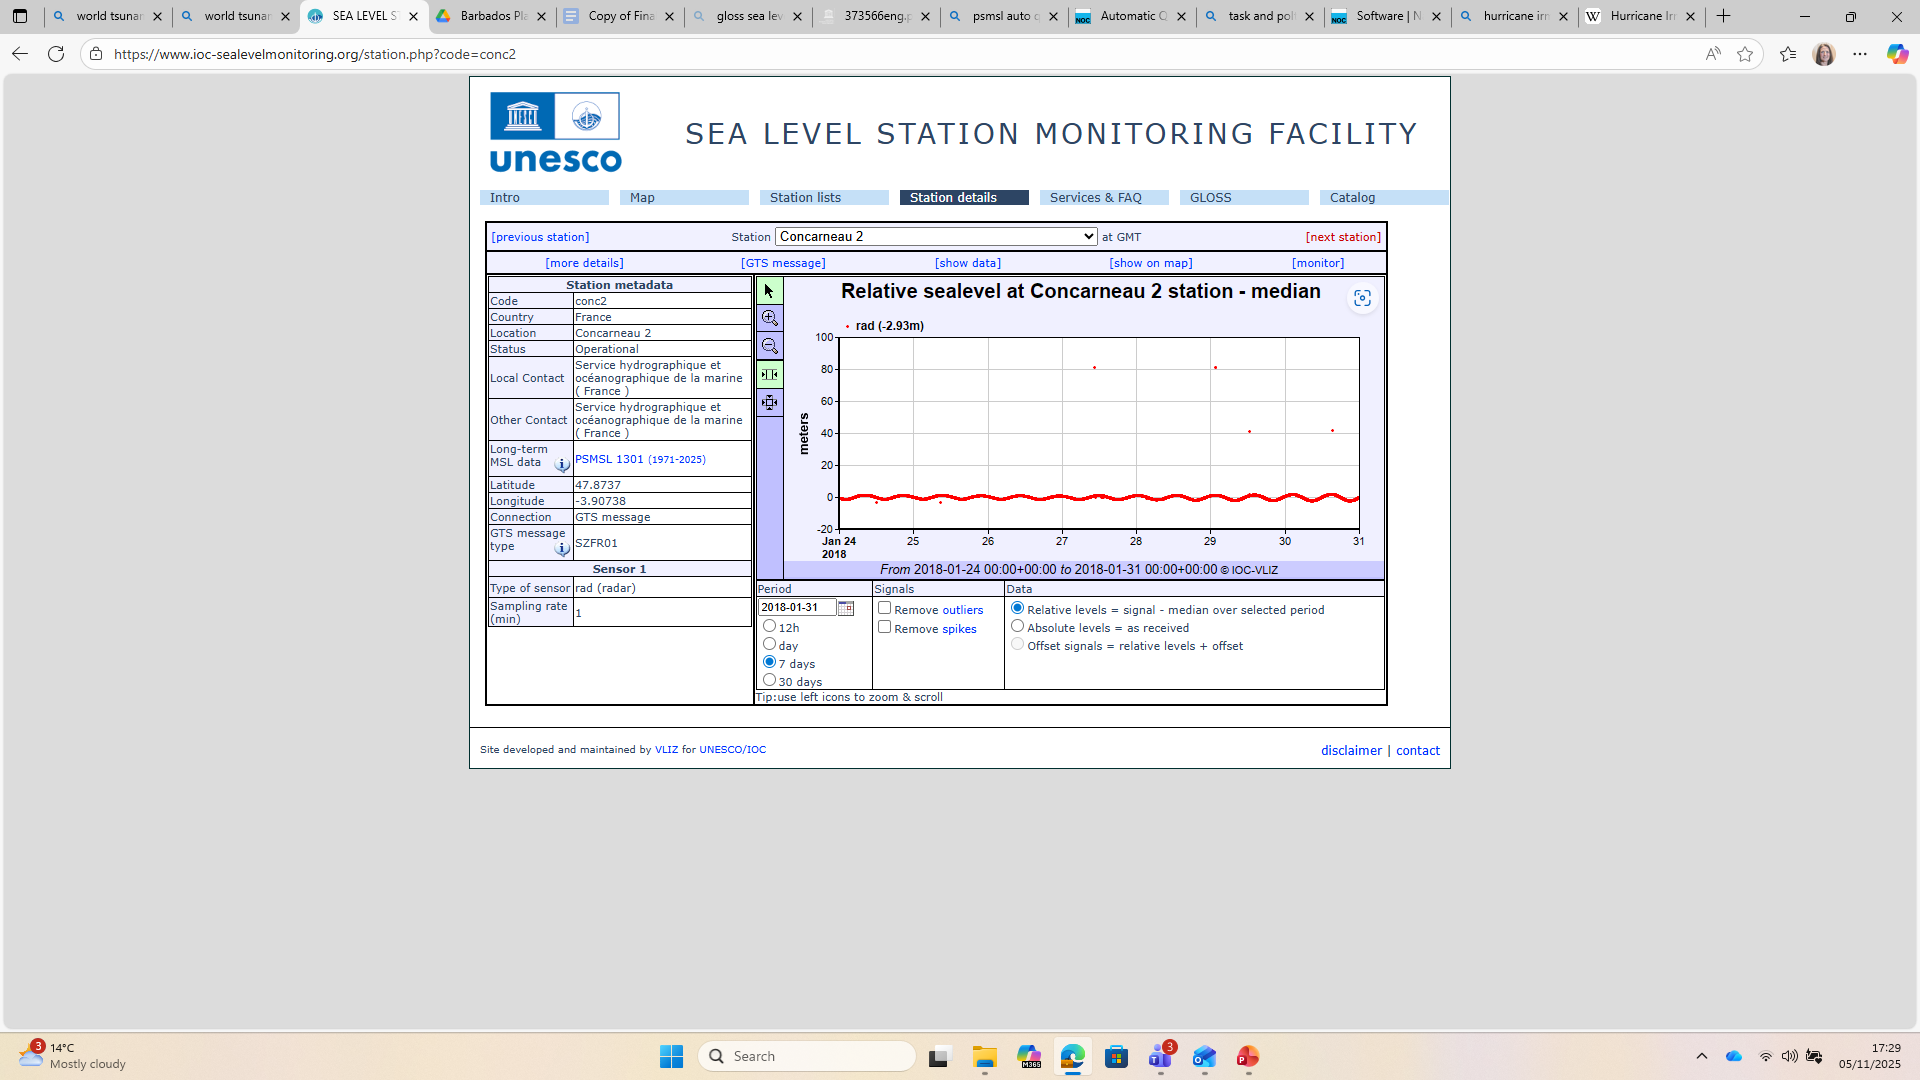 world tsunar
world tsunar
SEA LEVEL S
Barbados Pla
Copy of Fina
gloss sea lev
373566eng.p
psmsl auto q
Automatic Q
task and pol
Software | N
hurricane irm
Hurricane Irr
https://www.ioc-sealevelmonitoring.org/station.php?code=conc2
unesco
SEA LEVEL STATION MONITORING FACILITY
Intro
Map
Station lists
Station details
Services & FAQ
GLOSS
Catalog
[previous station]
Station Concarneau 2 at GMT
[next station]
[more details]
[GTS message]
[show data]
[show on map]
[monitor]
Station metadata
Code conc2
Country France
Location Concarneau 2
Status Operational
Local Contact Service hydrographique et
océanographique de la marine
( France )
Other Contact Service hydrographique et
océanographique de la marine
( France )
Long-term
MSL data i PSMSL 1301 (1971-2025)
Latitude 47.8737
Longitude -3.90738
Connection GTS message
GTS message
type i SZFR01
Sensor 1
Type of sensor rad (radar)
Sampling rate
(min) 1
Relative sealevel at Concarneau 2 station - median
rad (-2.93m)
meters
100
80
60
40
20
0
-20
Jan 24 25 26 27 28 29 30 31
2018
From 2018-01-24 00:00+00:00 to 2018-01-31 00:00+00:00 © IOC-VLIZ
Period
2018-01-31
12h
day
7 days
30 days
Signals
Remove outliers
Remove spikes
Data
Relative levels = signal - median over selected period
Absolute levels = as received
Offset signals = relative levels + offset
Tip:use left icons to zoom & scroll
Site developed and maintained by VLIZ for UNESCO/IOC
disclaimer | contact
3
14°C
Mostly cloudy
Search
M365
3
17:29
05/11/2025